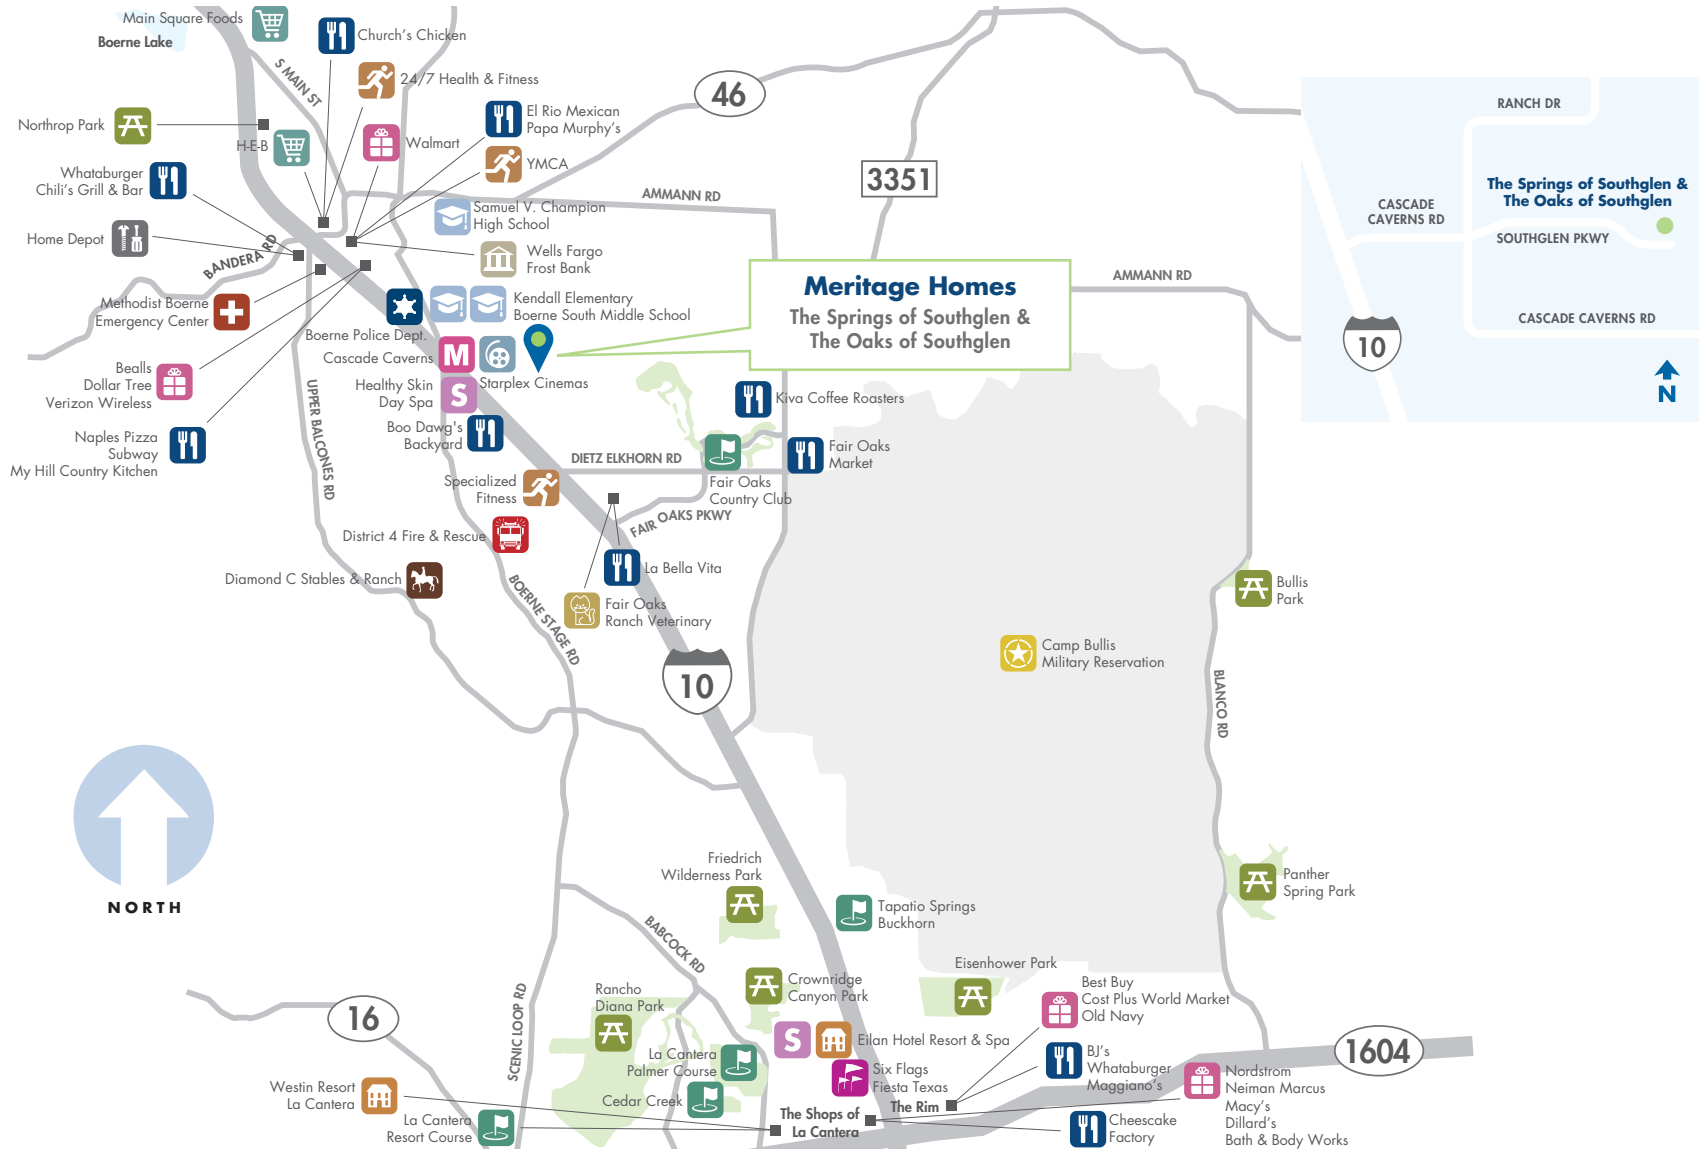 Main Square Foods
Boerne Lake
Church's Chicken
S MAIN ST
24/7 Health & Fitness
46
Northrop Park
H-E-B
Walmart
El Rio Mexican
Papa Murphy's
YMCA
Whataburger
Chili's Grill & Bar
3351
AMMANN RD
Samuel V. Champion
High School
Home Depot
BANDERA RD
Wells Fargo
Frost Bank
Methodist Boerne
Emergency Center
Kendall Elementary
Boerne South Middle School
Boerne Police Dept.
Cascade Caverns
M
Starplex Cinemas
Meritage Homes
The Springs of Southglen &
The Oaks of Southglen
AMMANN RD
RANCH DR
The Springs of Southglen &
The Oaks of Southglen
CASCADE
CAVERNS RD
SOUTHGLEN PKWY
CASCADE CAVERNS RD
10
N
Bealls
Dollar Tree
Verizon Wireless
Healthy Skin
Day Spa
S
UPPER BALCONES RD
Boo Dawg's
Backyard
Naples Pizza
Subway
My Hill Country Kitchen
Kiva Coffee Roasters
Fair Oaks
Market
DIETZ ELKHORN RD
Fair Oaks
Country Club
Specialized
Fitness
FAIR OAKS PKWY
District 4 Fire & Rescue
La Bella Vita
Diamond C Stables & Ranch
BOERNE STAGE RD
Fair Oaks
Ranch Veterinary
Bullis
Park
Camp Bullis
Military Reservation
10
BLANCO RD
NORTH
Friedrich
Wilderness Park
Tapatio Springs
Buckhorn
Panther
Spring Park
BABCOCK RD
Eisenhower Park
Crownridge
Canyon Park
Rancho
Diana Park
SCENIC LOOP RD
16
Best Buy
Cost Plus World Market
Old Navy
S
Eilan Hotel Resort & Spa
1604
La Cantera
Palmer Course
Six Flags
Fiesta Texas
BJ's
Whataburger
Maggiano's
Nordstrom
Neiman Marcus
Macy's
Dillard's
Bath & Body Works
Westin Resort
La Cantera
Cedar Creek
The Rim
The Shops of
La Cantera
La Cantera
Resort Course
Cheescake
Factory